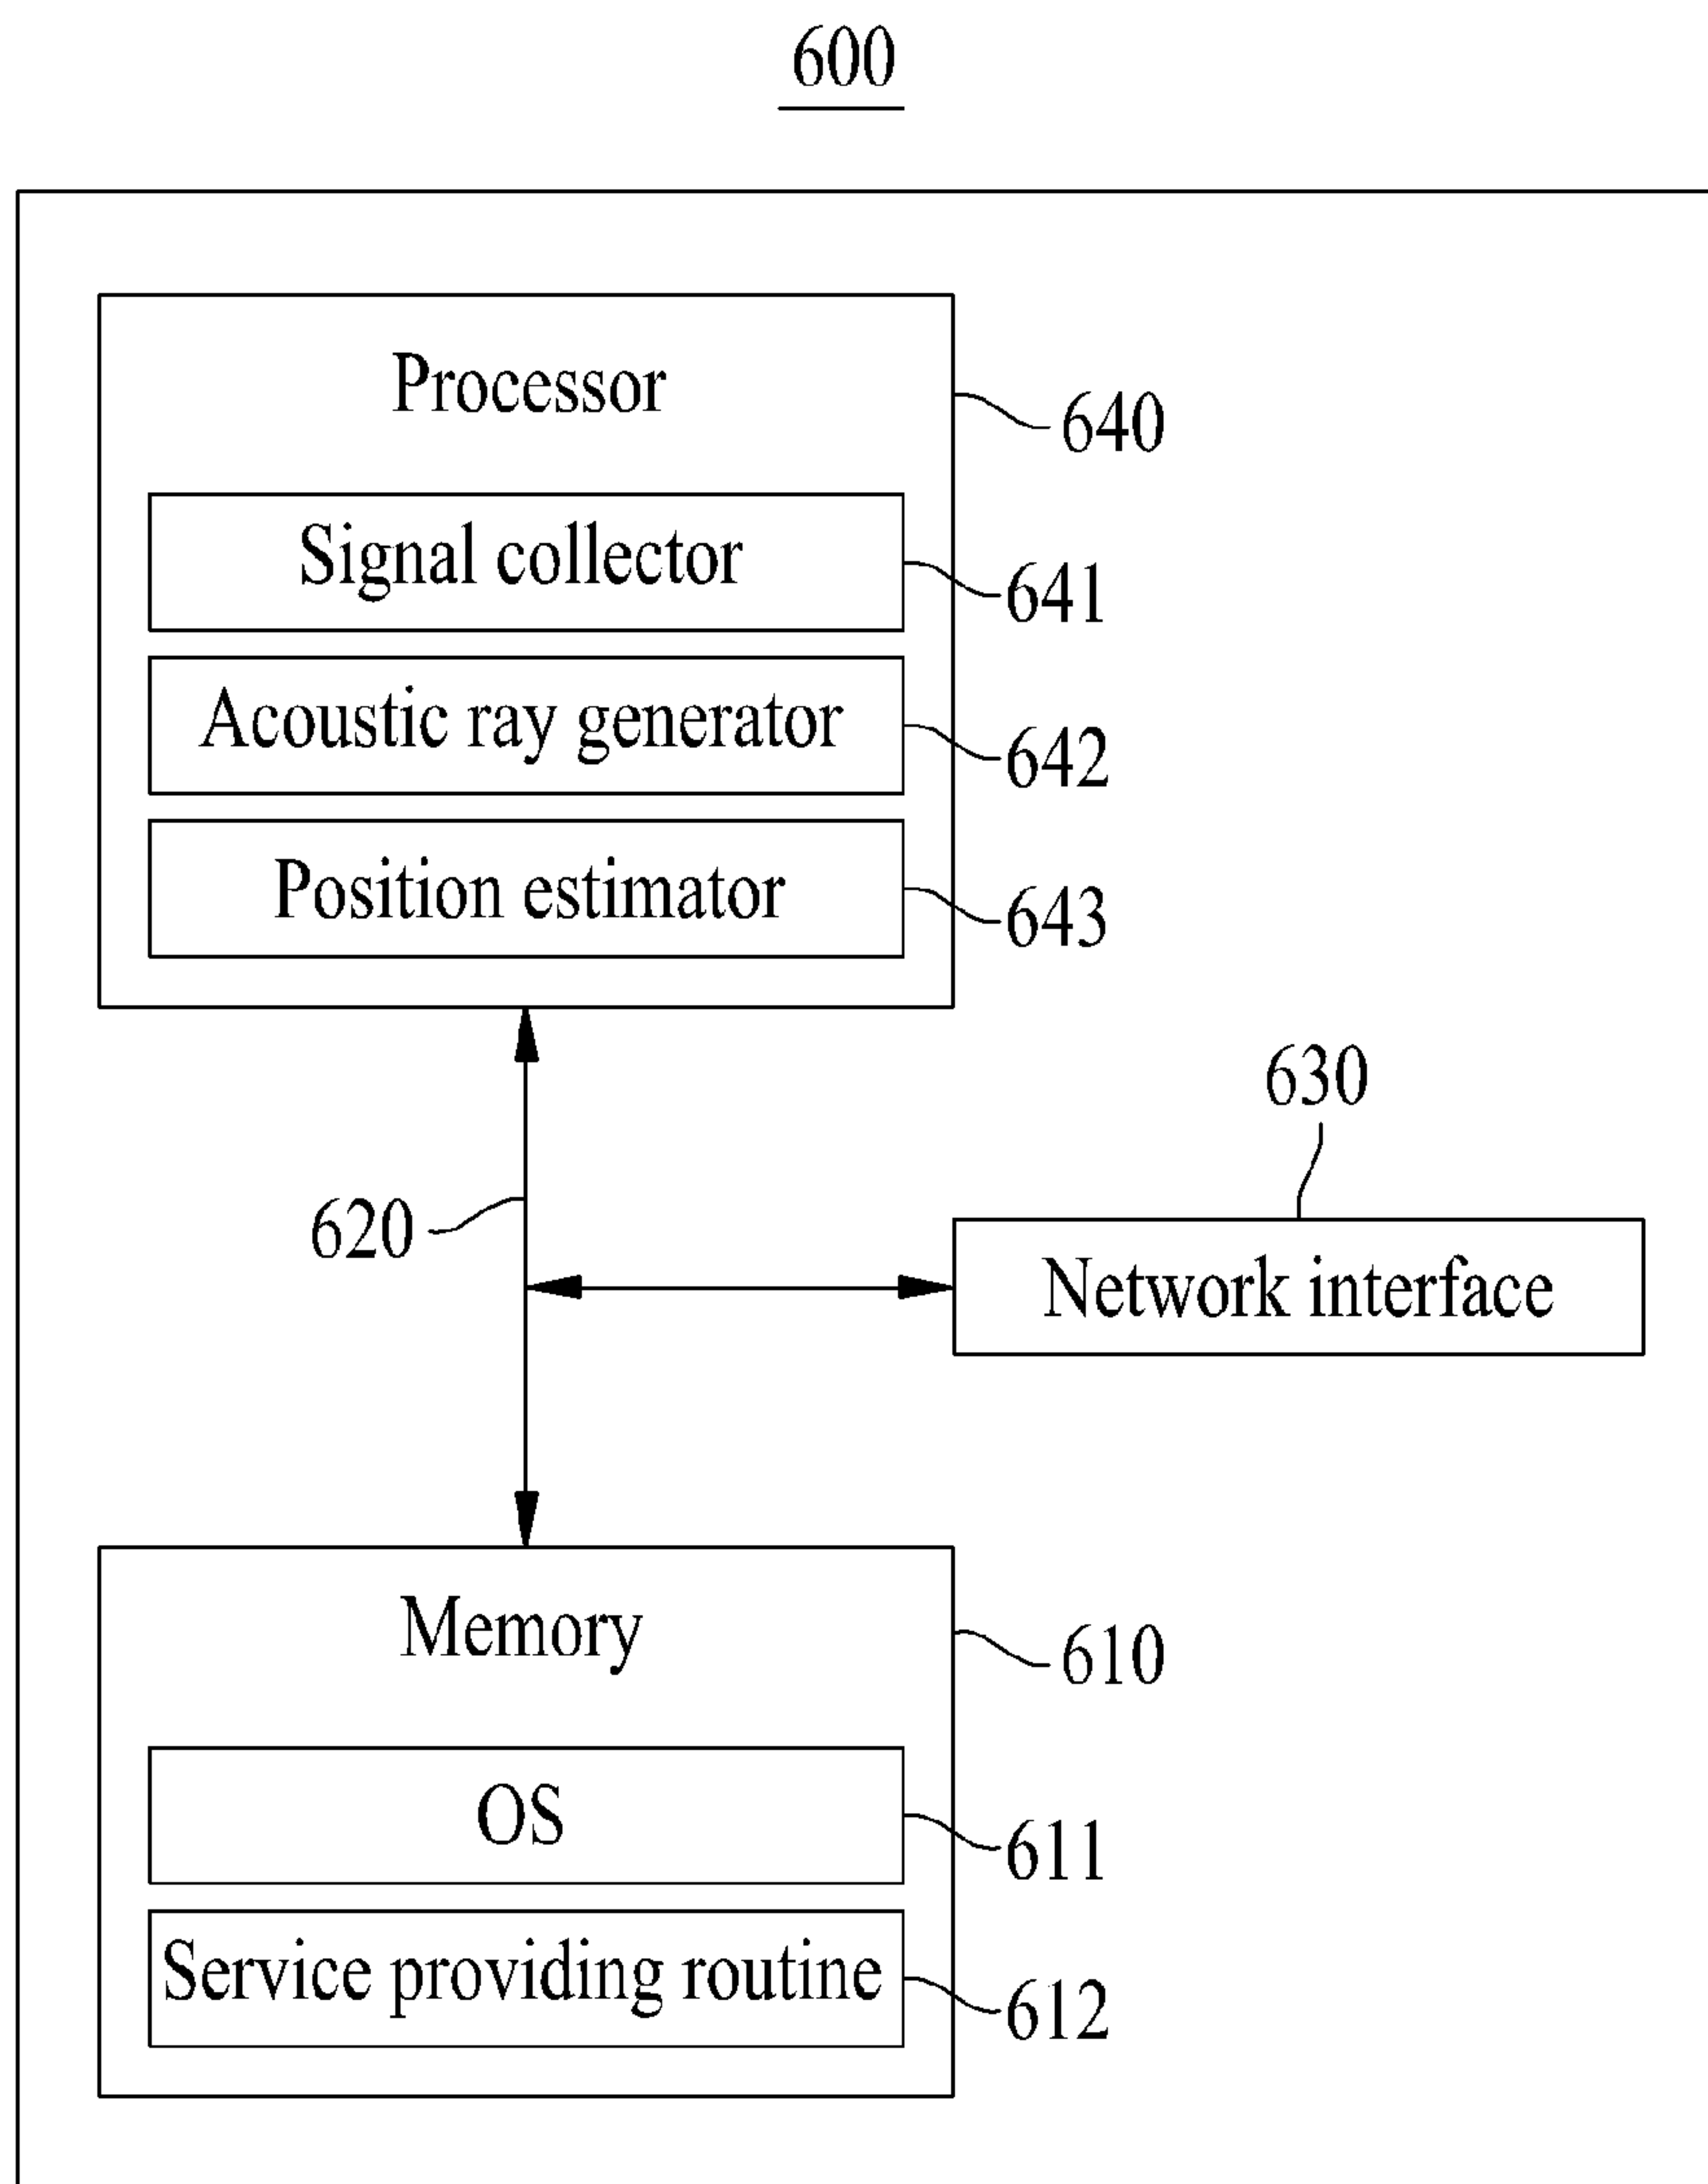 600
Processor
640
Signal collector
641
Acoustic ray generator
642
Position estimator
643
630
620
Network interface
Memory
610
OS
611
Service providing routine
612